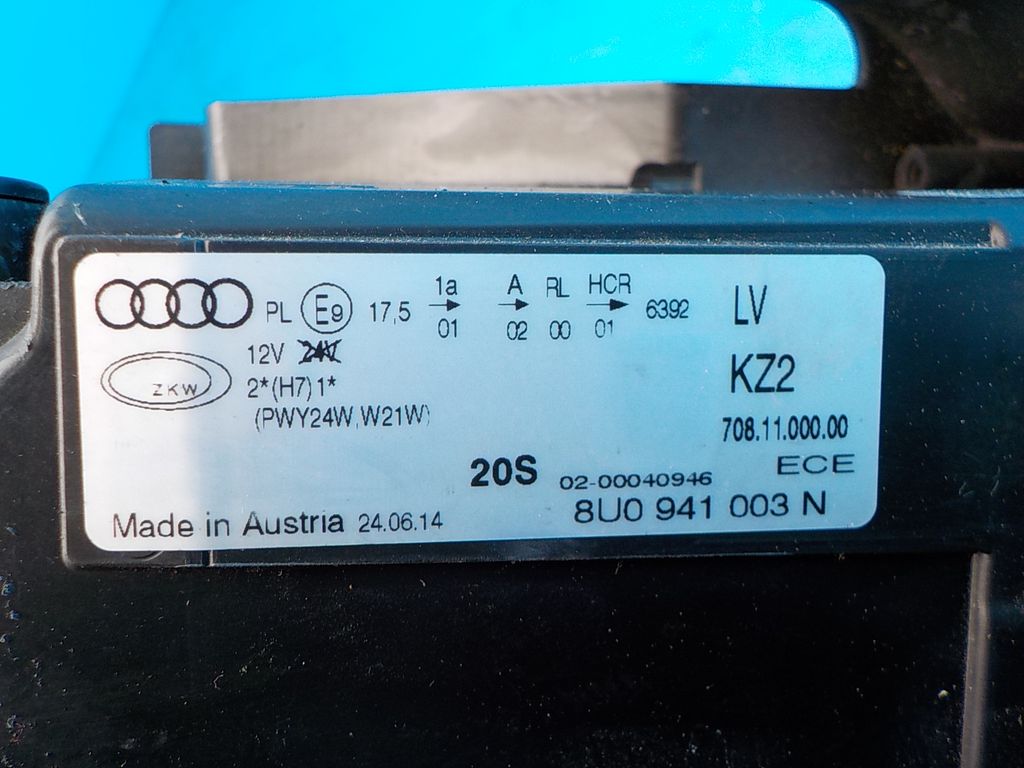 PL E9 17,5 1a A RL HCR 6392 LV
01 02 00 01
12V 24V
ZKW 2*(H7)1* KZ2
(PWY24W,W21W) 708.11.000.00
20S 02-00040946 ECE
Made in Austria 24.06.14 8U0 941 003 N